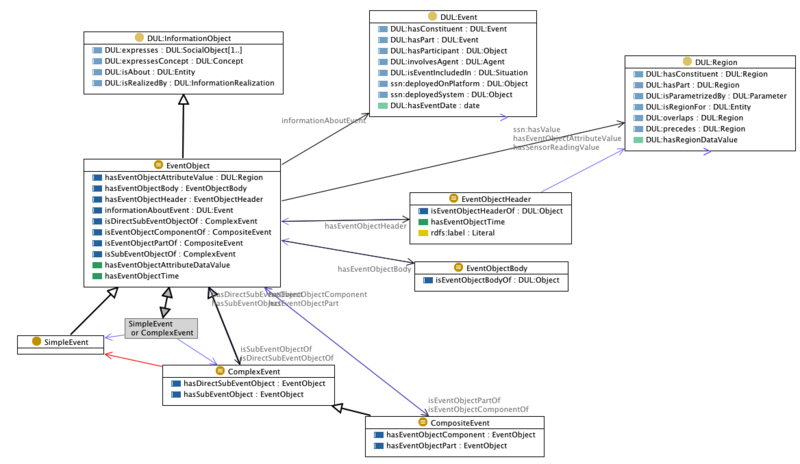 DUL:InformationObject
DUL:expresses : DUL:SocialObject[1..]
DUL:expressesConcept : DUL:Concept
DUL:isAbout : DUL:Entity
DUL:isRealizedBy : DUL:InformationRealization
DUL:Event
DUL:hasConstituent : DUL:Event
DUL:hasPart : DUL:Event
DUL:hasParticipant : DUL:Object
DUL:involvesAgent : DUL:Agent
DUL:isEventIncludedIn : DUL:Situation
ssn:deployedOnPlatform : DUL:Object
ssn:deployedSystem : DUL:Object
DUL:hasEventDate : date
DUL:Region
DUL:hasConstituent : DUL:Region
DUL:hasPart : DUL:Region
DUL:isParametrizedBy : DUL:Parameter
DUL:isRegionFor : DUL:Entity
DUL:overlaps : DUL:Region
DUL:precedes : DUL:Region
DUL:hasRegionDataValue
informationAboutEvent
ssn:hasValue
hasEventObjectAttributeValue
hasSensorReadingValue
EventObject
hasEventObjectAttributeValue : DUL:Region
hasEventObjectBody : EventObjectBody
hasEventObjectHeader : EventObjectHeader
informationAboutEvent : DUL:Event
isDirectSubEventObjectOf : ComplexEvent
isEventObjectComponentOf : CompositeEvent
isEventObjectPartOf : CompositeEvent
isSubEventObjectOf : ComplexEvent
hasEventObjectAttributeDataValue
hasEventObjectTime
EventObjectHeader
isEventObjectHeaderOf : DUL:Object
hasEventObjectTime
rdfs:label : Literal
hasEventObjectHeader
EventObjectBody
isEventObjectBodyOf : DUL:Object
hasEventObjectBody
hasDirectSubEventObject
hasEventObjectComponent
hasSubEventObject
hasEventObjectPart
SimpleEvent
or ComplexEvent
SimpleEvent
isSubEventObjectOf
isDirectSubEventObjectOf
ComplexEvent
hasDirectSubEventObject : EventObject
hasSubEventObject : EventObject
isEventObjectPartOf
isEventObjectComponentOf
CompositeEvent
hasEventObjectComponent : EventObject
hasEventObjectPart : EventObject